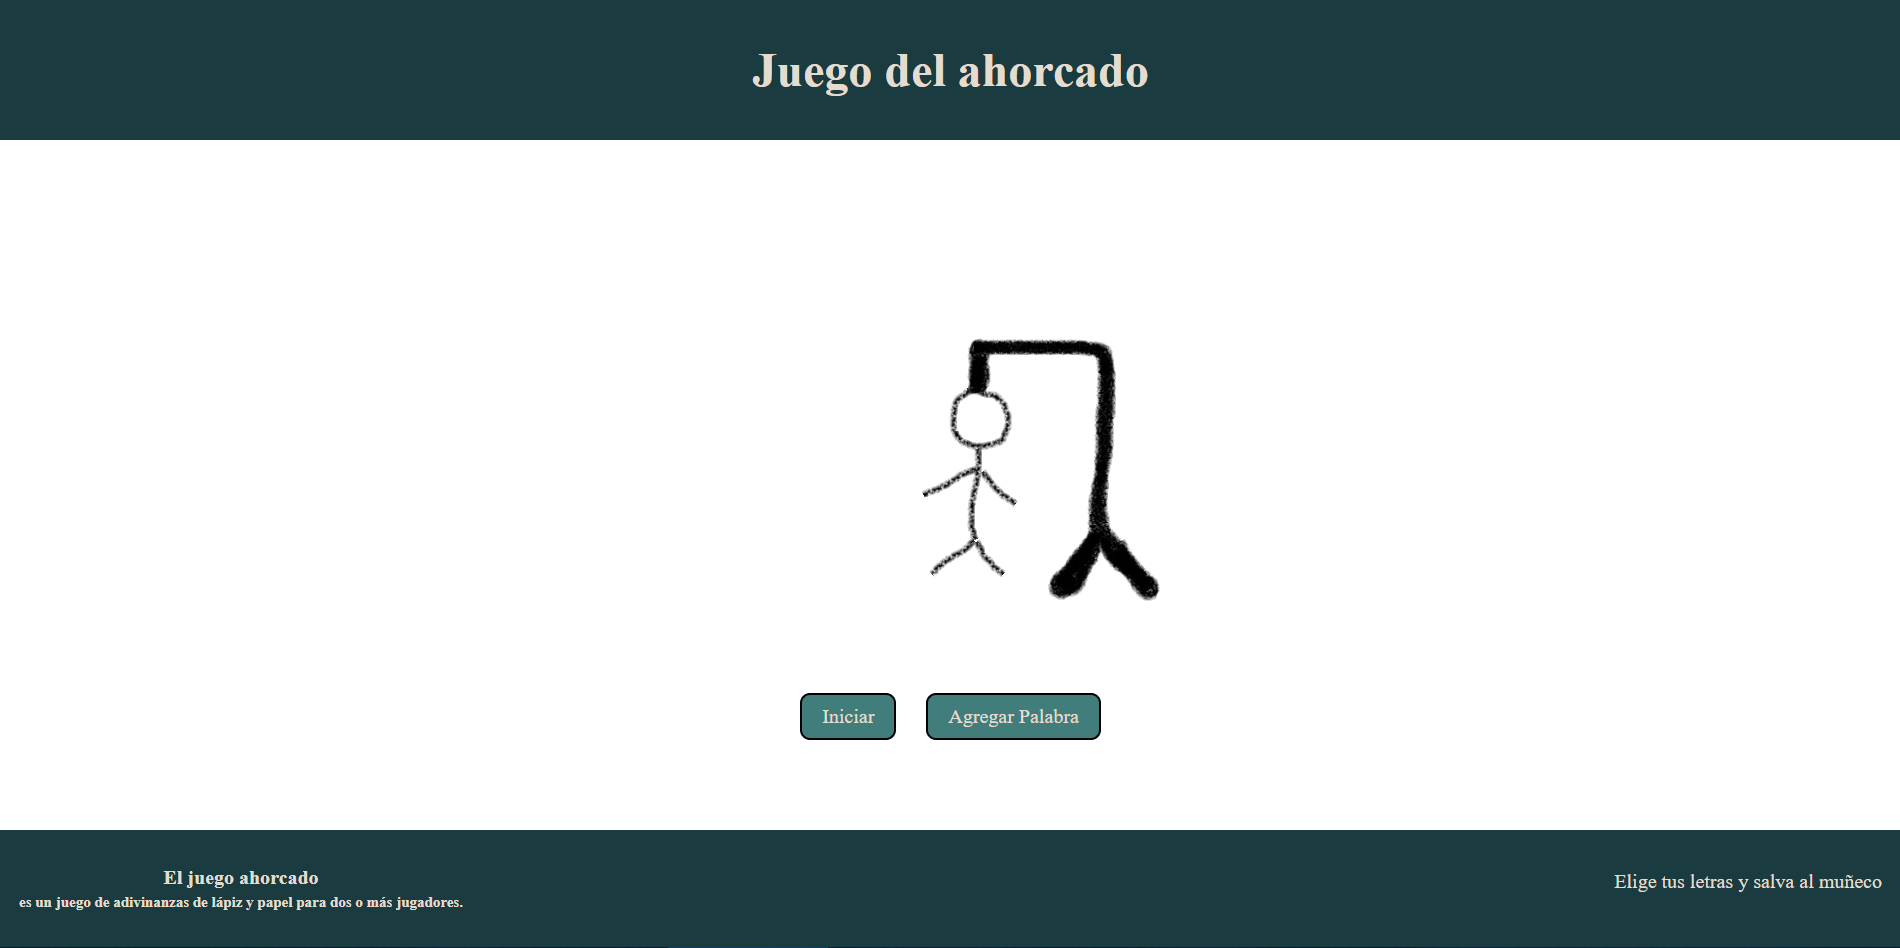 Juego del ahorcado
Iniciar
Agregar Palabra
El juego ahorcado
es un juego de adivinanzas de lápiz y papel para dos o más jugadores.
Elige tus letras y salva al muñeco